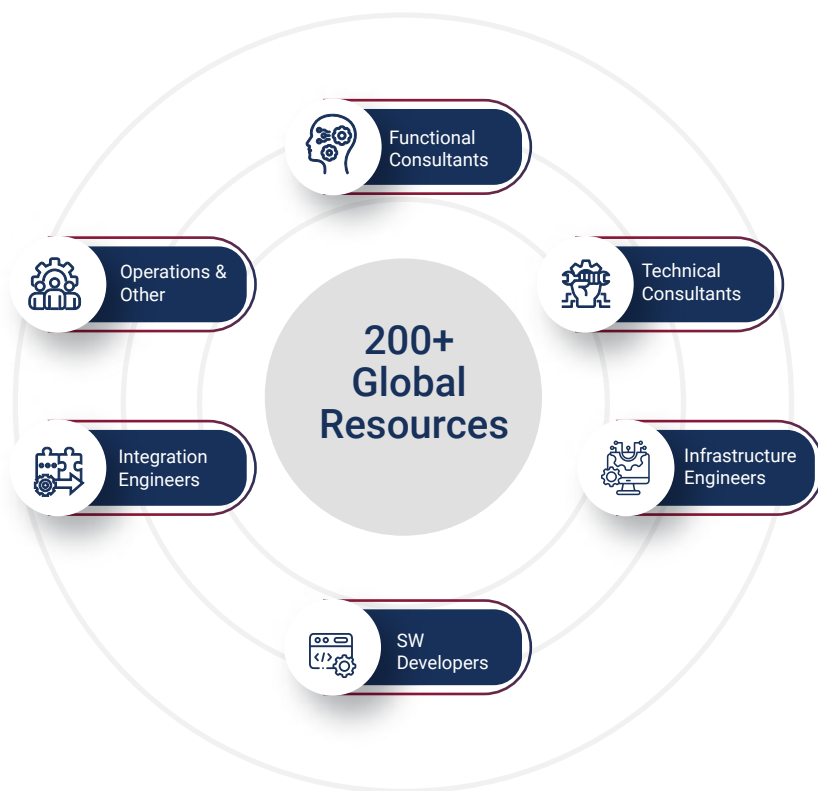 Functional
Consultants
Operations &
Other
Technical
Consultants
200+
Global
Resources
Integration
Engineers
Infrastructure
Engineers
SW
Developers